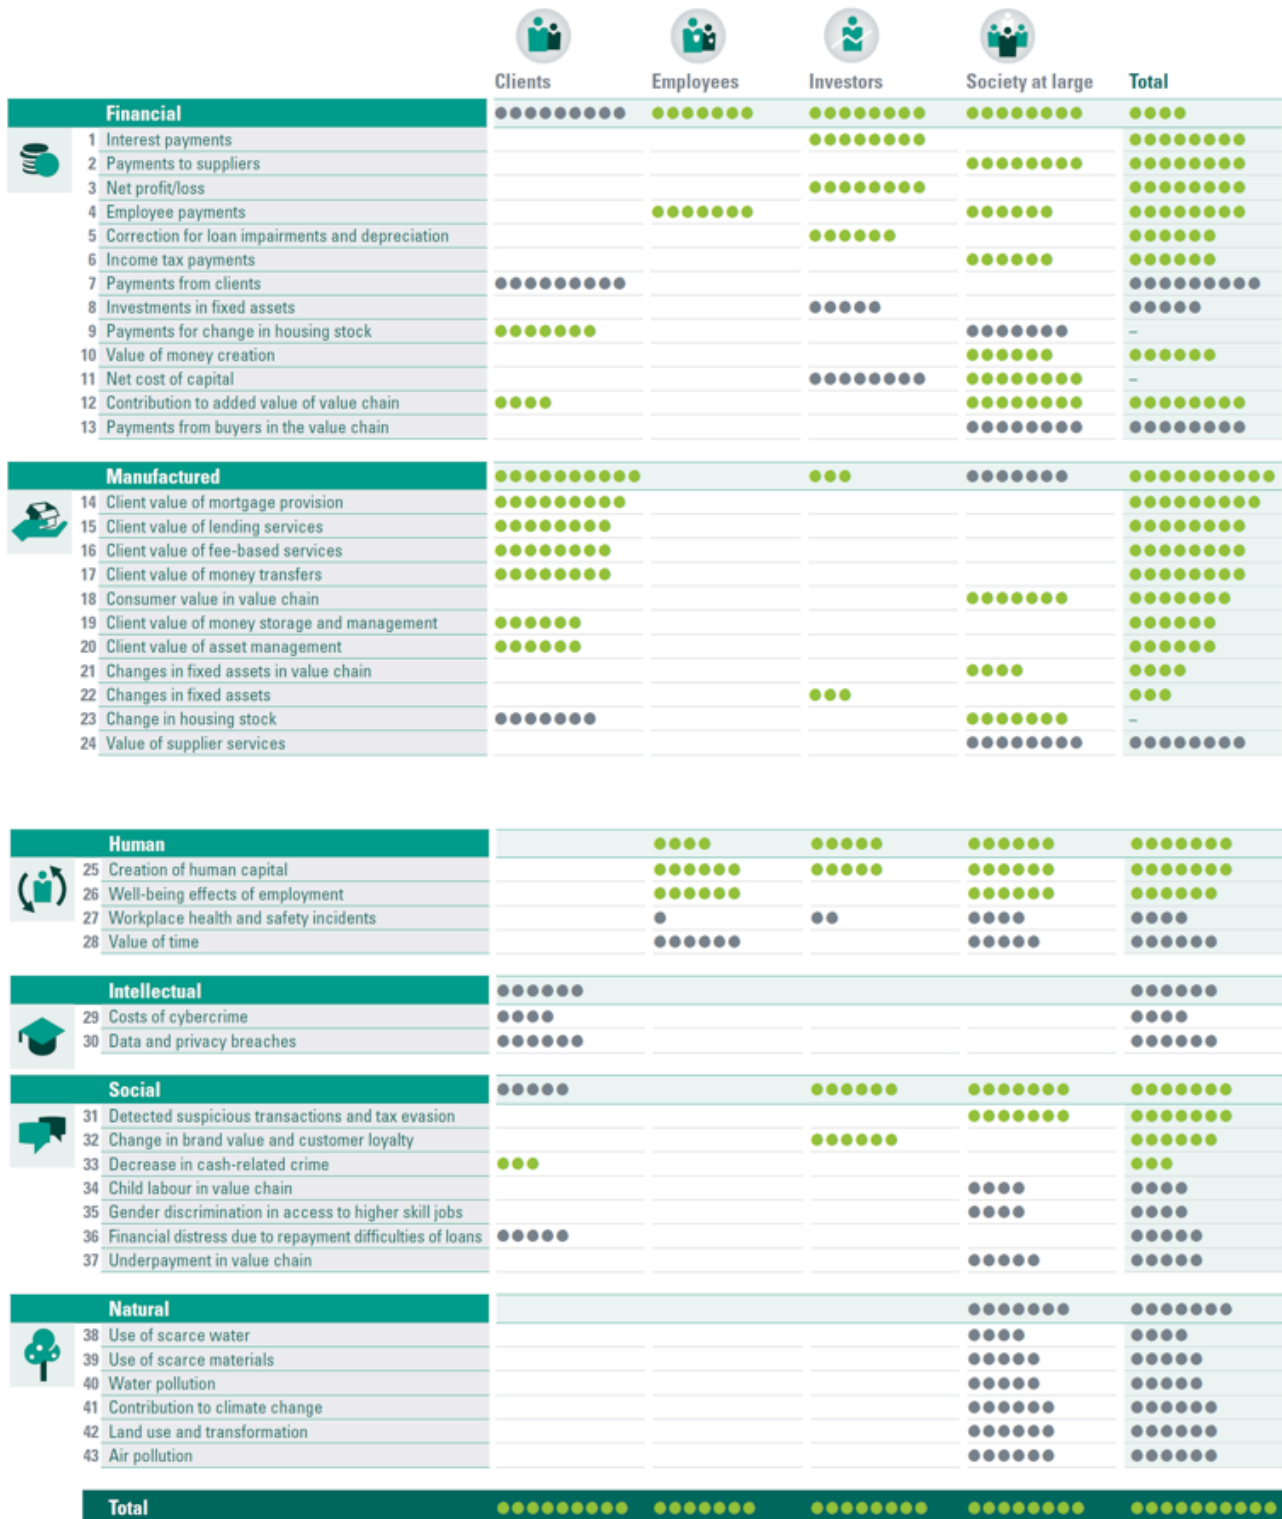 Clients Employees Investors Society at large Total
Financial
1 Interest payments
2 Payments to suppliers
3 Net profit/loss
4 Employee payments
5 Correction for loan impairments and depreciation
6 Income tax payments
7 Payments from clients
8 Investments in fixed assets
9 Payments for change in housing stock –
10 Value of money creation
11 Net cost of capital –
12 Contribution to added value of value chain
13 Payments from buyers in the value chain
Manufactured
14 Client value of mortgage provision
15 Client value of lending services
16 Client value of fee-based services
17 Client value of money transfers
18 Consumer value in value chain
19 Client value of money storage and management
20 Client value of asset management
21 Changes in fixed assets in value chain
22 Changes in fixed assets
23 Change in housing stock –
24 Value of supplier services
Human
25 Creation of human capital
26 Well-being effects of employment
27 Workplace health and safety incidents
28 Value of time
Intellectual
29 Costs of cybercrime
30 Data and privacy breaches
Social
31 Detected suspicious transactions and tax evasion
32 Change in brand value and customer loyalty
33 Decrease in cash-related crime
34 Child labour in value chain
35 Gender discrimination in access to higher skill jobs
36 Financial distress due to repayment difficulties of loans
37 Underpayment in value chain
Natural
38 Use of scarce water
39 Use of scarce materials
40 Water pollution
41 Contribution to climate change
42 Land use and transformation
43 Air pollution
Total